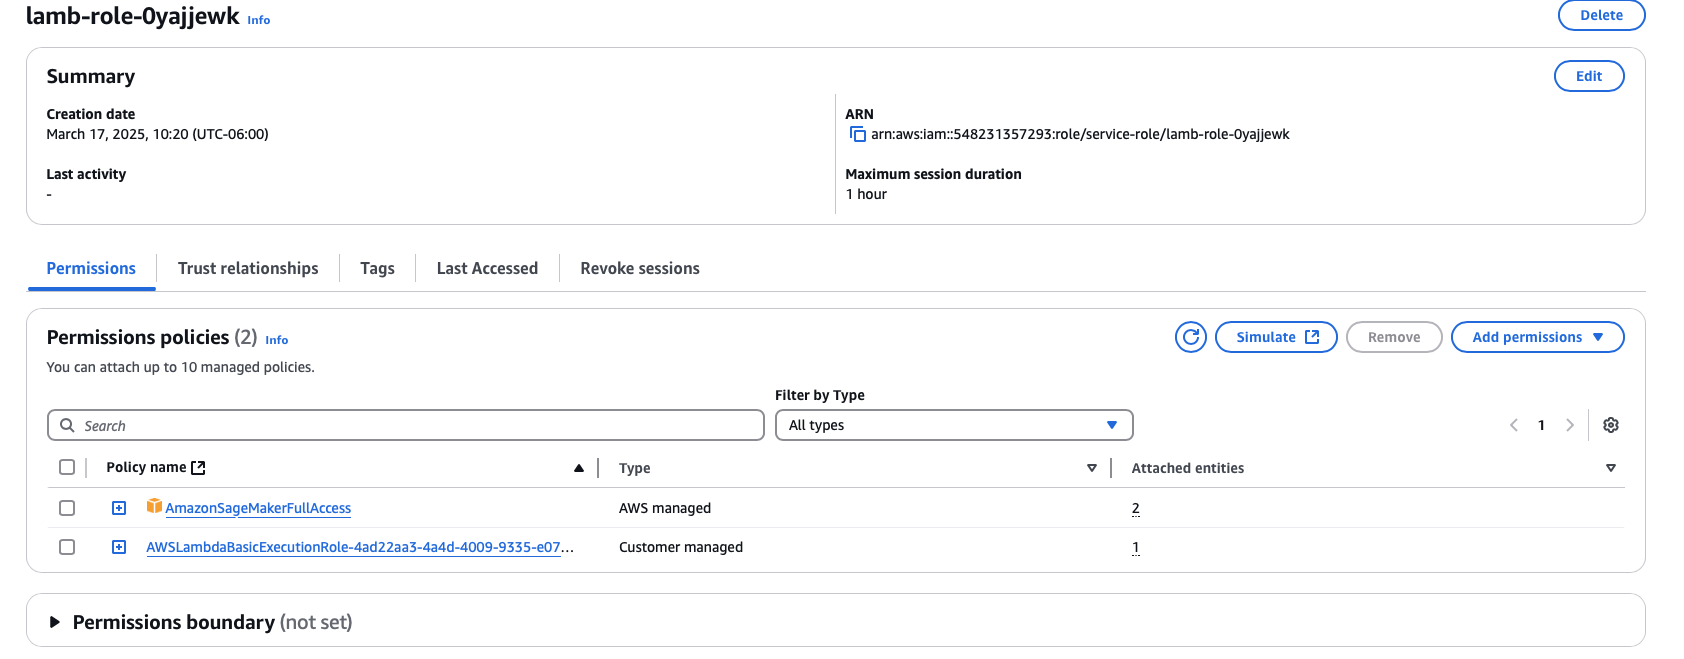 lamb-role-0yajjewk Info
Delete
Summary
Edit
Creation date
March 17, 2025, 10:20 (UTC-06:00)
ARN
arn:aws:iam::548231357293:role/service-role/lamb-role-0yajjewk
Last activity
-
Maximum session duration
1 hour
Permissions
Trust relationships
Tags
Last Accessed
Revoke sessions
Permissions policies (2) Info
You can attach up to 10 managed policies.
Simulate
Remove
Add permissions
Filter by Type
Search
All types
1
Policy name
Type
Attached entities
AmazonSageMakerFullAccess
AWS managed
2
AWSLambdaBasicExecutionRole-4ad22aa3-4a4d-4009-9335-e07...
Customer managed
1
Permissions boundary (not set)